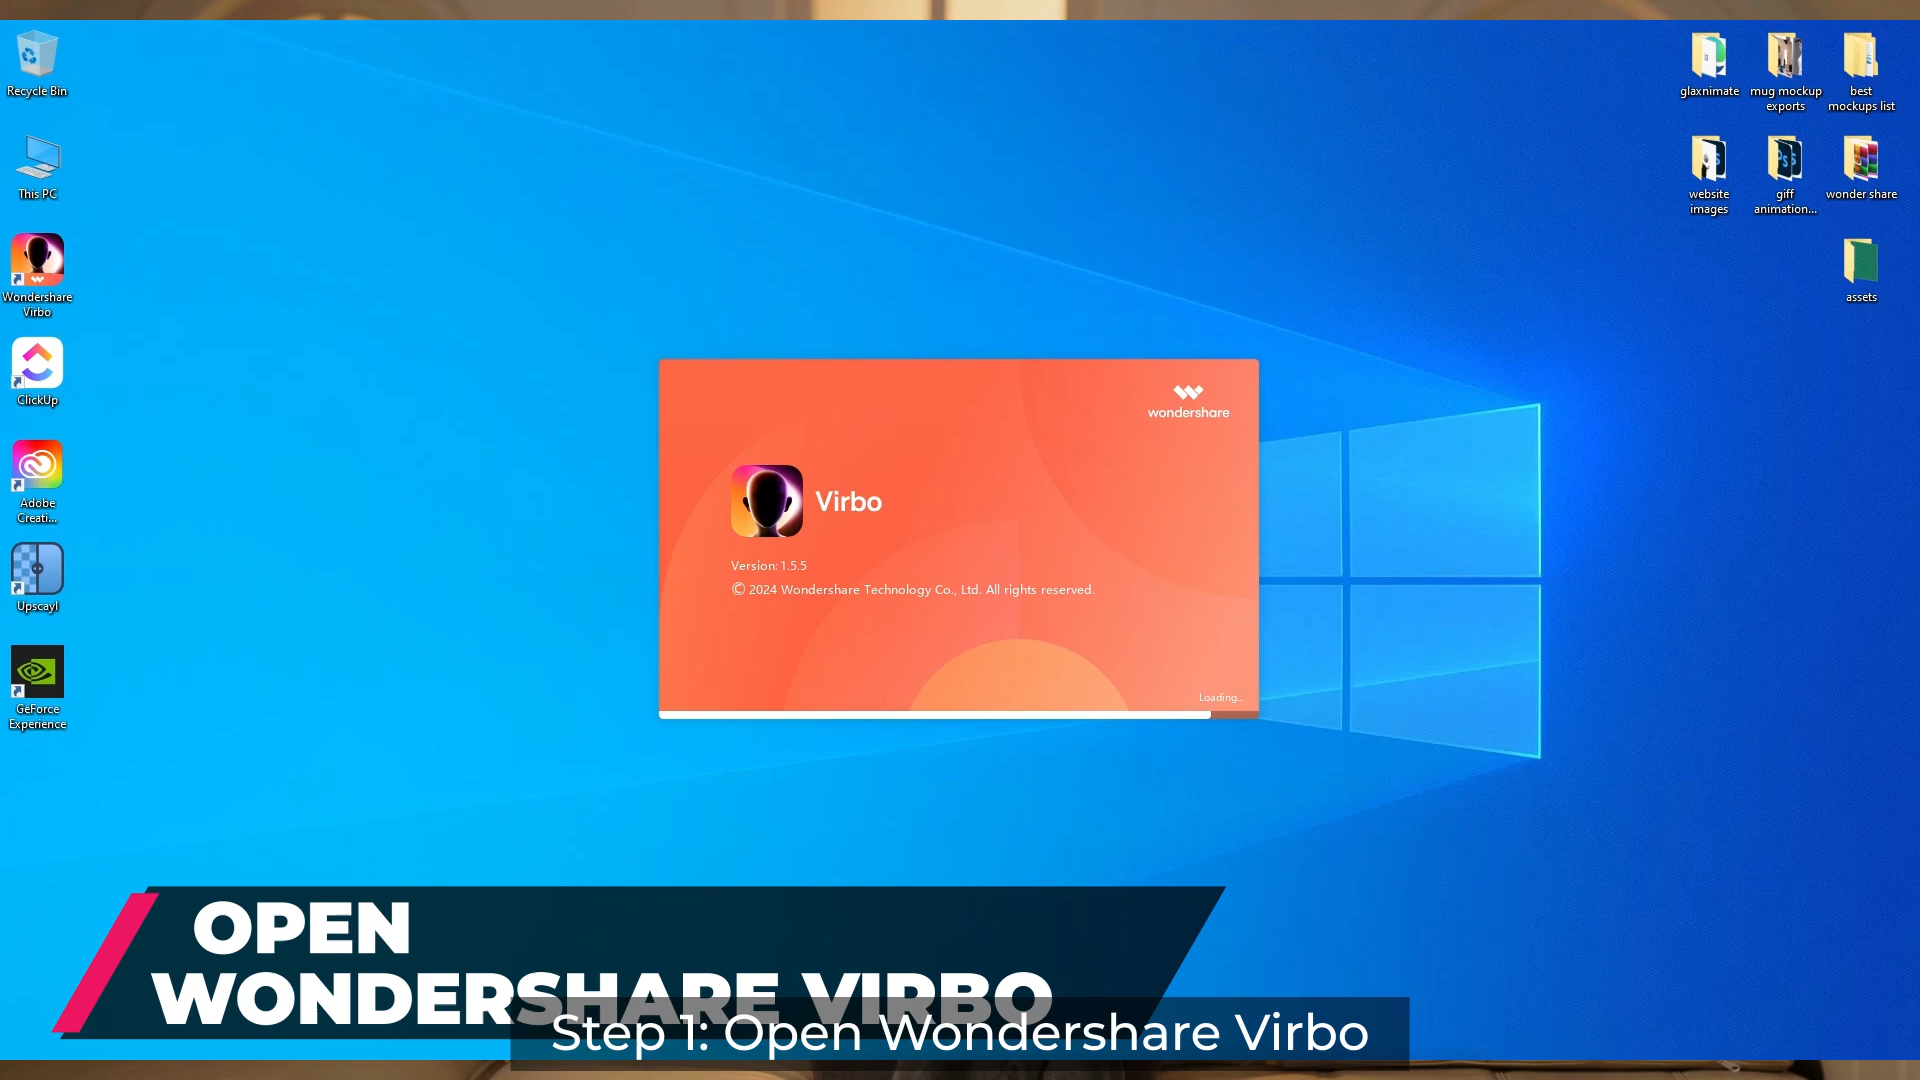 Recycle Bin
This PC
Wondershare
Virbo
ClickUp
Adobe
Creati...
Upscayl
GeForce
Experience
glaxnimate
mug mockup
exports
best
mockups list
website
images
giff
animation...
wonder share
assets
wondershare
Virbo
Version: 1.5.5
© 2024 Wondershare Technology Co., Ltd. All rights reserved.
Loading...
OPEN
WONDERSHARE VIRBO
Step 1: Open Wondershare Virbo